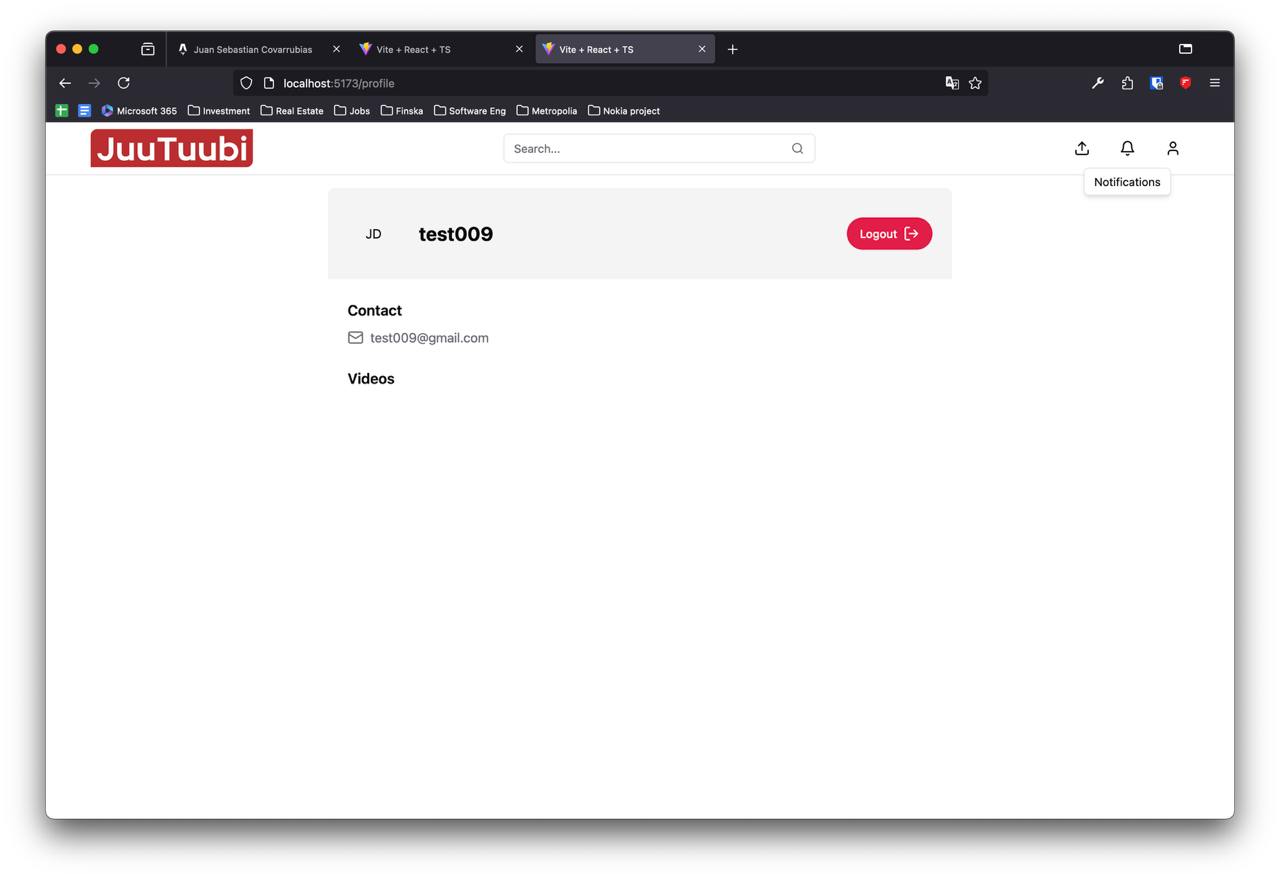 Juan Sebastian Covarrubias
Vite + React + TS
Vite + React + TS
localhost:5173/profile
Microsoft 365 Investment Real Estate Jobs Finska Software Eng Metropolia Nokia project
JuuTuubi
Search...
Notifications
JD test009 Logout
Contact
test009@gmail.com
Videos